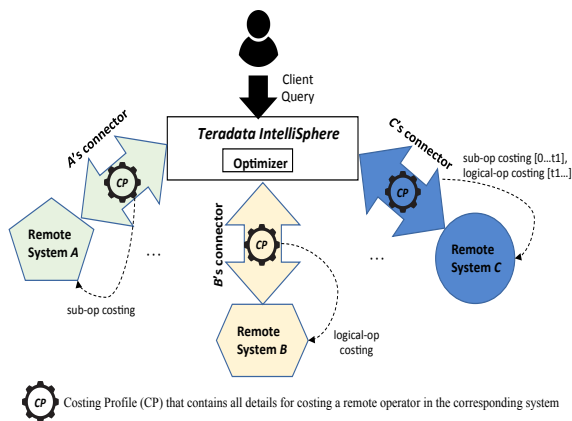 Client
Query
Teradata IntelliSphere
Optimizer
A's connector
CP
C's connector
CP
sub-op costing [0...t1],
logical-op costing [t1...]
B's connector
CP
Remote
System A
...
...
Remote
System C
sub-op costing
Remote
System B
logical-op
costing
CP Costing Profile (CP) that contains all details for costing a remote operator in the corresponding system